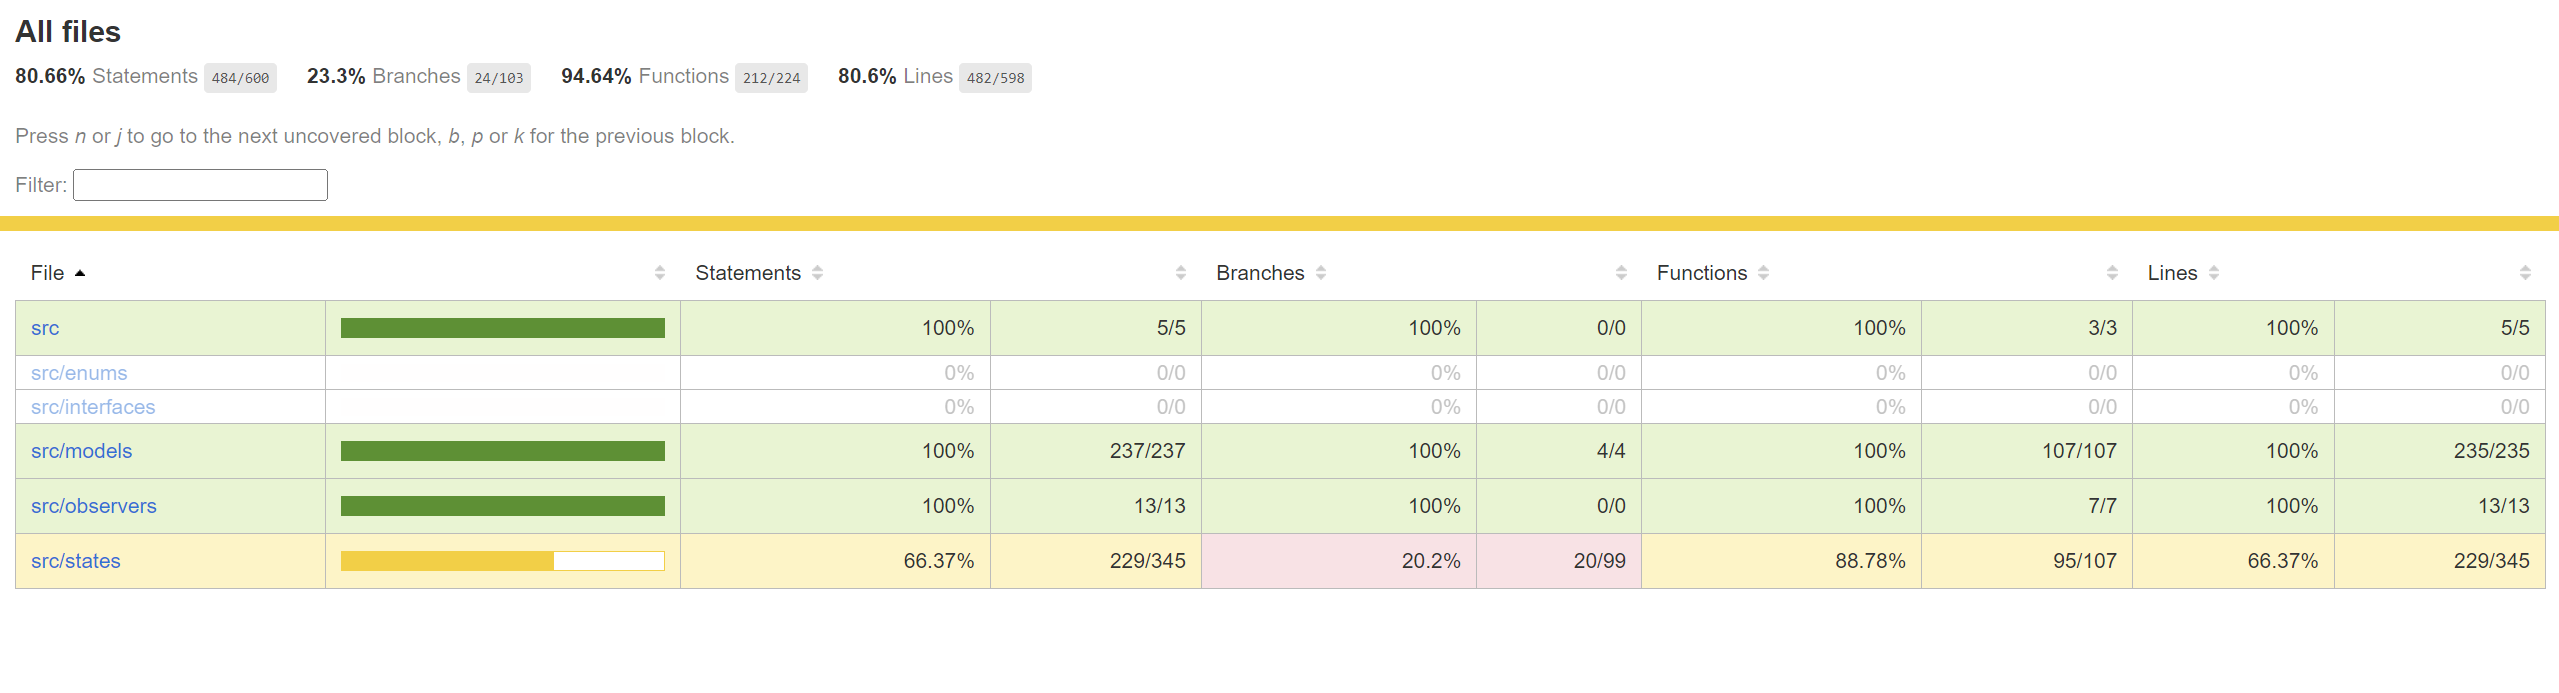 All files
80.66% Statements 484/600 23.3% Branches 24/103 94.64% Functions 212/224 80.6% Lines 482/598
Press n or j to go to the next uncovered block, b, p or k for the previous block.
Filter:
File Statements Branches Functions Lines
src 100% 5/5 100% 0/0 100% 3/3 100% 5/5
src/enums 0% 0/0 0% 0/0 0% 0/0 0% 0/0
src/interfaces 0% 0/0 0% 0/0 0% 0/0 0% 0/0
src/models 100% 237/237 100% 4/4 100% 107/107 100% 235/235
src/observers 100% 13/13 100% 0/0 100% 7/7 100% 13/13
src/states 66.37% 229/345 20.2% 20/99 88.78% 95/107 66.37% 229/345